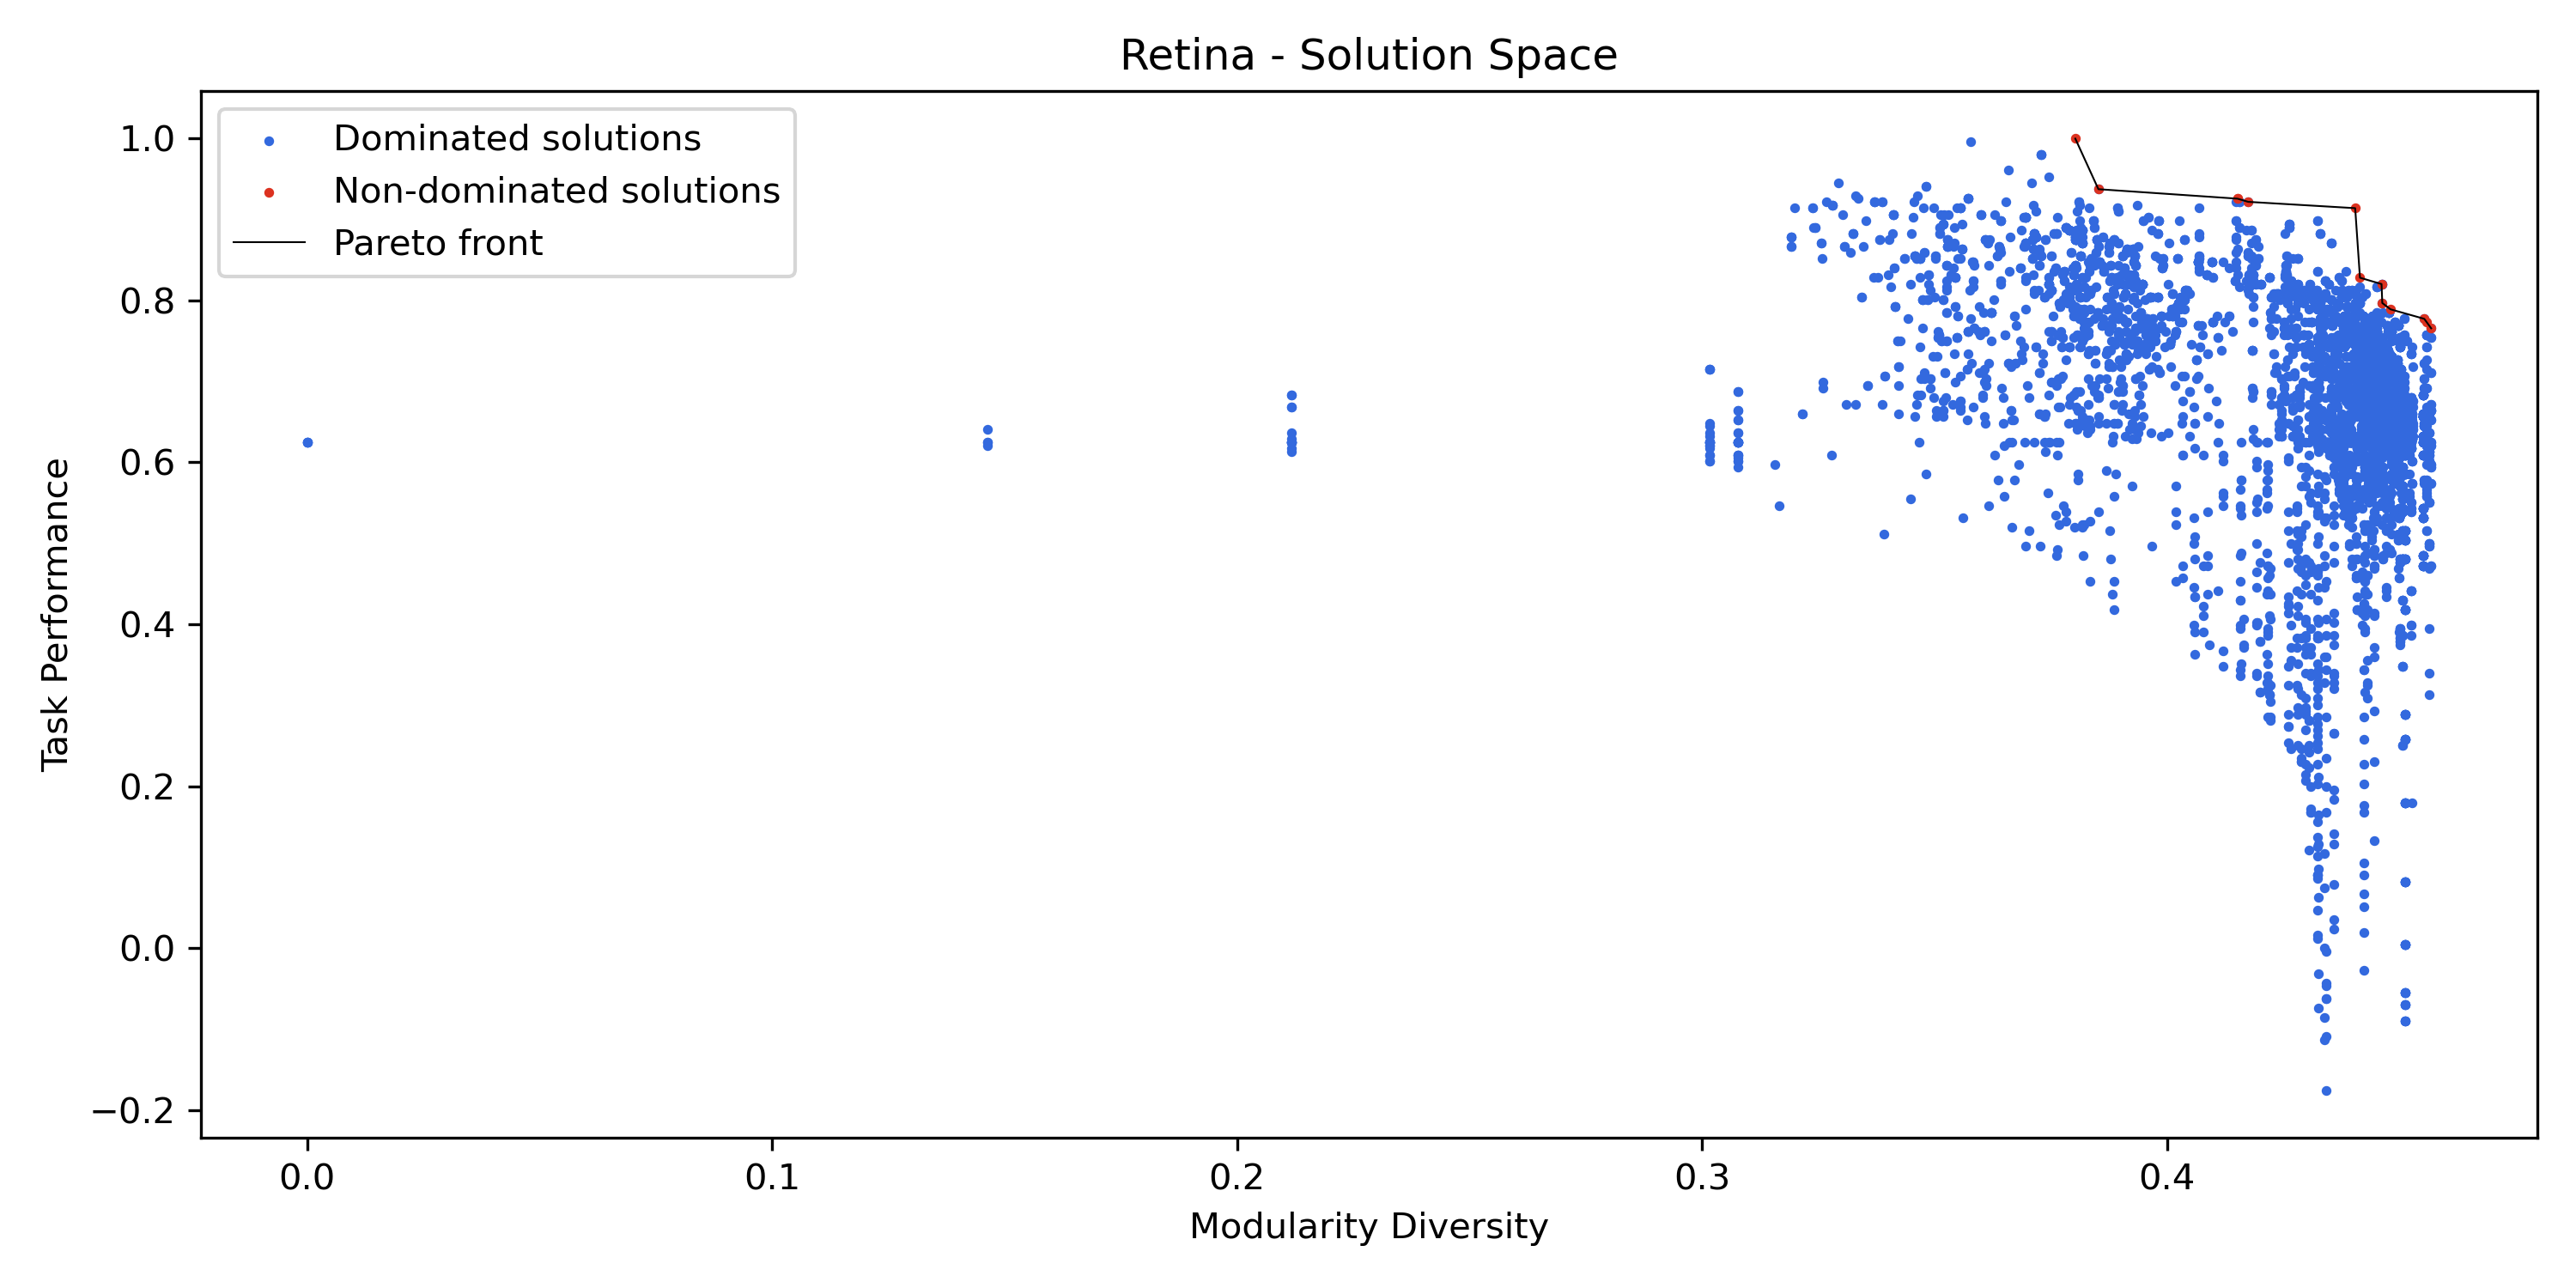 Retina - Solution Space
Dominated solutions
Non-dominated solutions
Pareto front
Task Performance
1.0
0.8
0.6
0.4
0.2
0.0
−0.2
0.0 0.1 0.2 0.3 0.4
Modularity Diversity